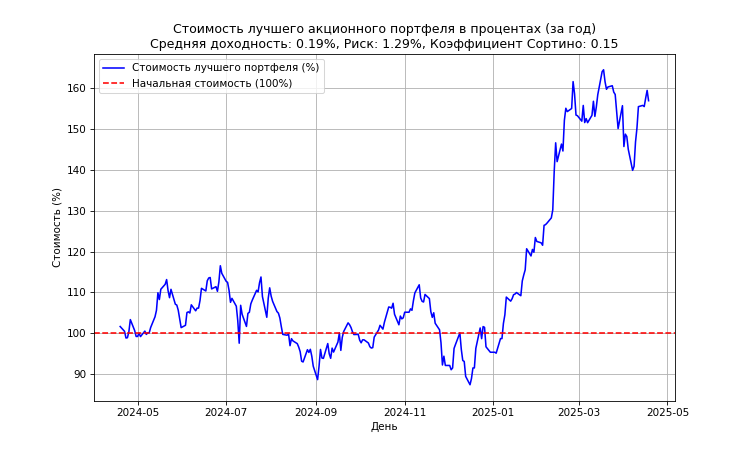 Стоимость лучшего акционного портфеля в процентах (за год)
Средняя доходность: 0.19%, Риск: 1.29%, Коэффициент Сортино: 0.15
Стоимость лучшего портфеля (%)
Начальная стоимость (100%)
Стоимость (%)
160
150
140
130
120
110
100
90
2024-05 2024-07 2024-09 2024-11 2025-01 2025-03 2025-05
День